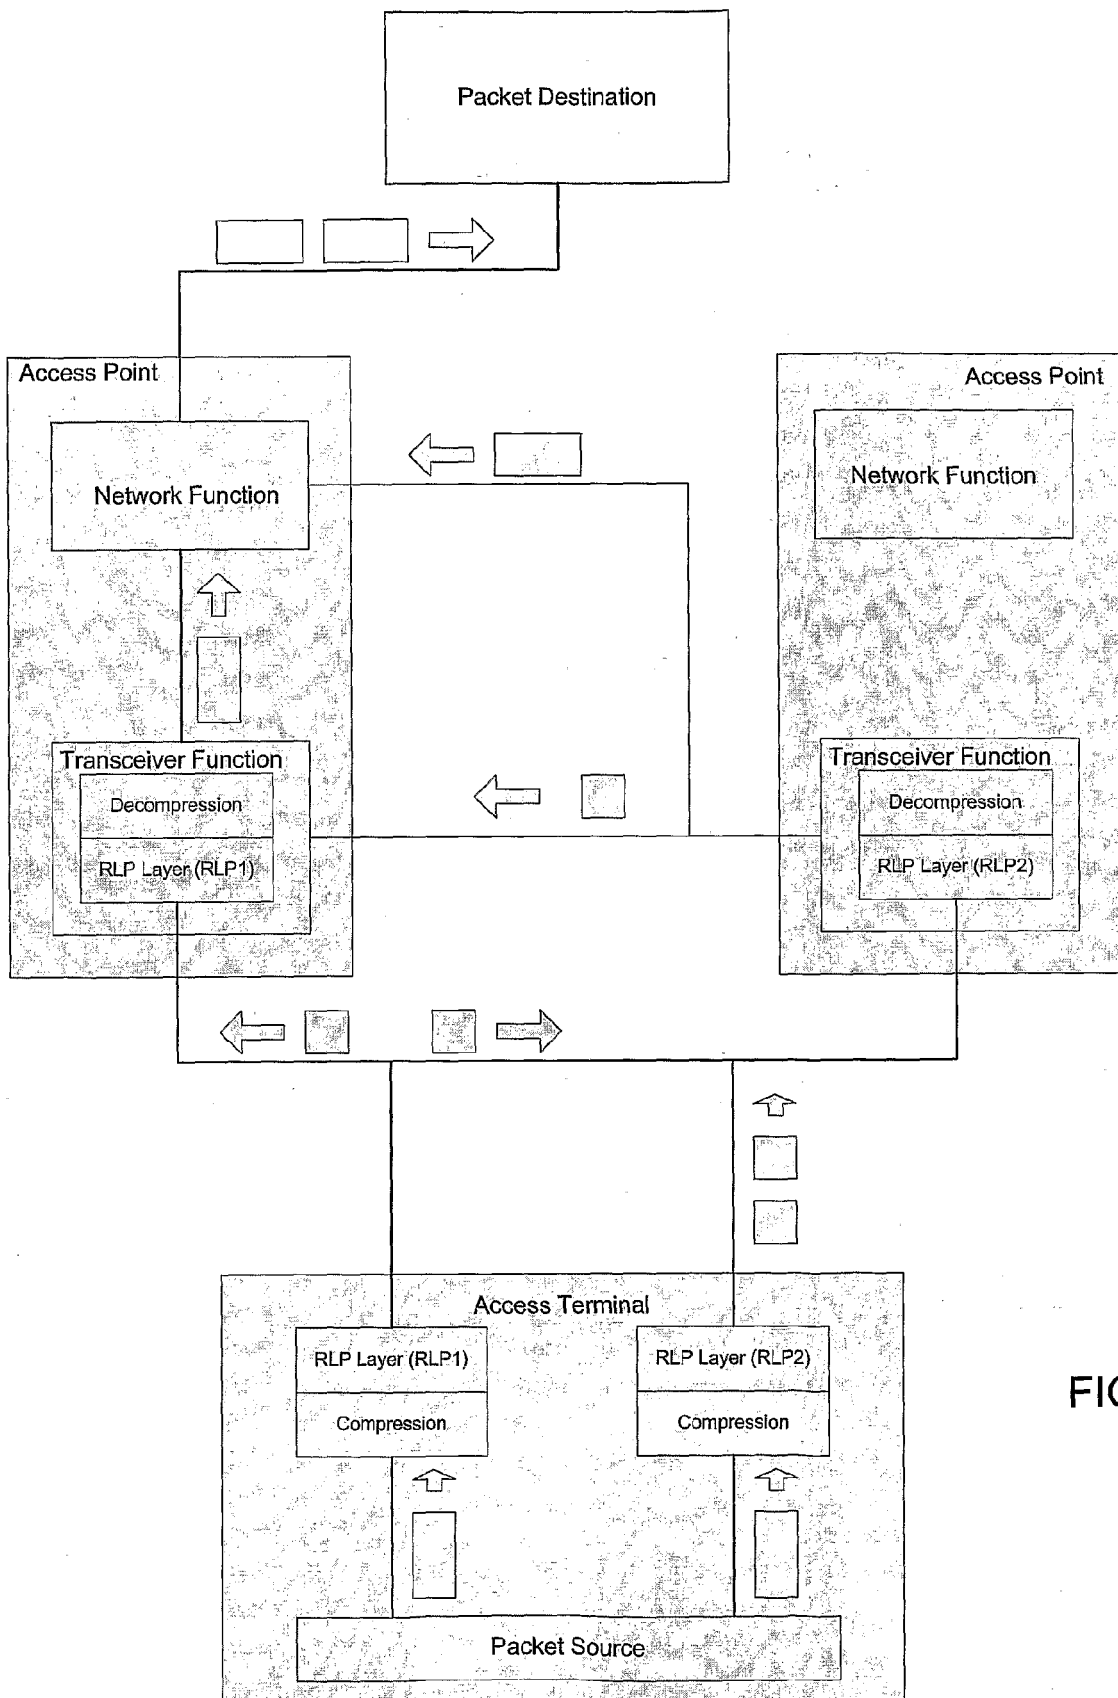 Packet Destination
Access Point
Access Point
Network Function
Network Function
Transceiver Function
Decompression
RLP Layer (RLP1)
Transceiver Function
Decompression
RLP Layer (RLP2)
Access Terminal
RLP Layer (RLP1)
Compression
RLP Layer (RLP2)
Compression
Packet Source